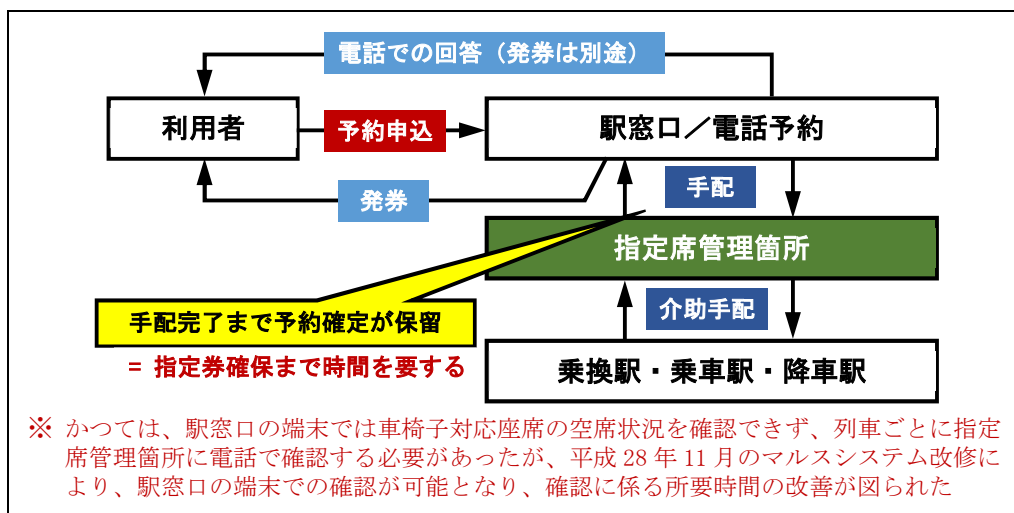 電話での回答（発券は別途）
利用者
予約申込
駅窓口／電話予約
発券
手配
指定席管理箇所
手配完了まで予約確定が保留
= 指定券確保まで時間を要する
介助手配
乗換駅・乗車駅・降車駅
※ かつては、駅窓口の端末では車椅子対応座席の空席状況を確認できず、列車ごとに指定
席管理箇所に電話で確認する必要があったが、平成 28 年 11 月のマルスシステム改修に
より、駅窓口の端末での確認が可能となり、確認に係る所要時間の改善が図られた